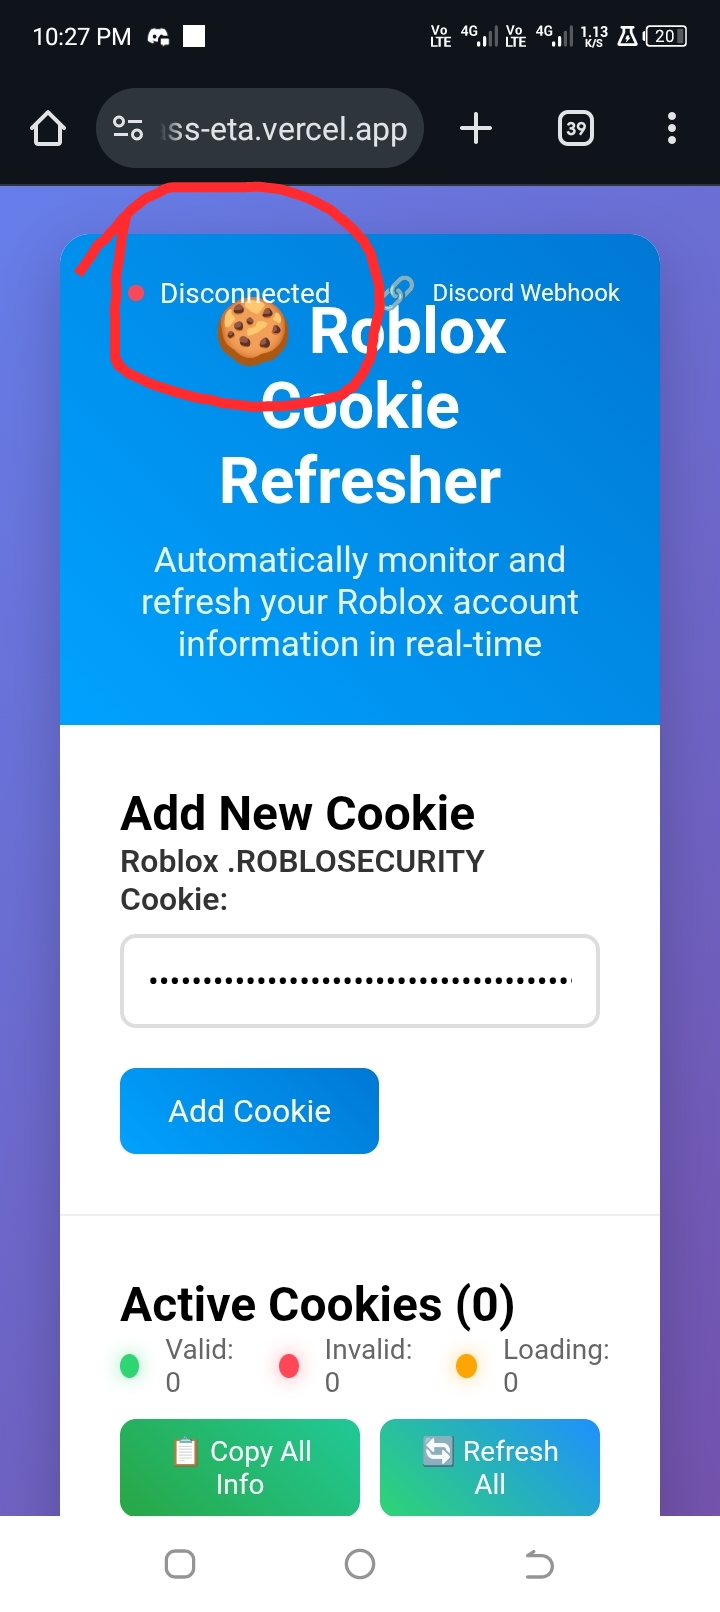 10:27 PM Vo LTE 4G Vo LTE 4G 1.13 K/S 20
ss-eta.vercel.app 39
Disconnected 🔗 Discord Webhook
🍪 Roblox
Cookie
Refresher
Automatically monitor and
refresh your Roblox account
information in real-time
Add New Cookie
Roblox .ROBLOSECURITY
Cookie:
Add Cookie
Active Cookies (0)
Valid: 0 Invalid: 0 Loading: 0
📋 Copy All
Info
🔄 Refresh
All